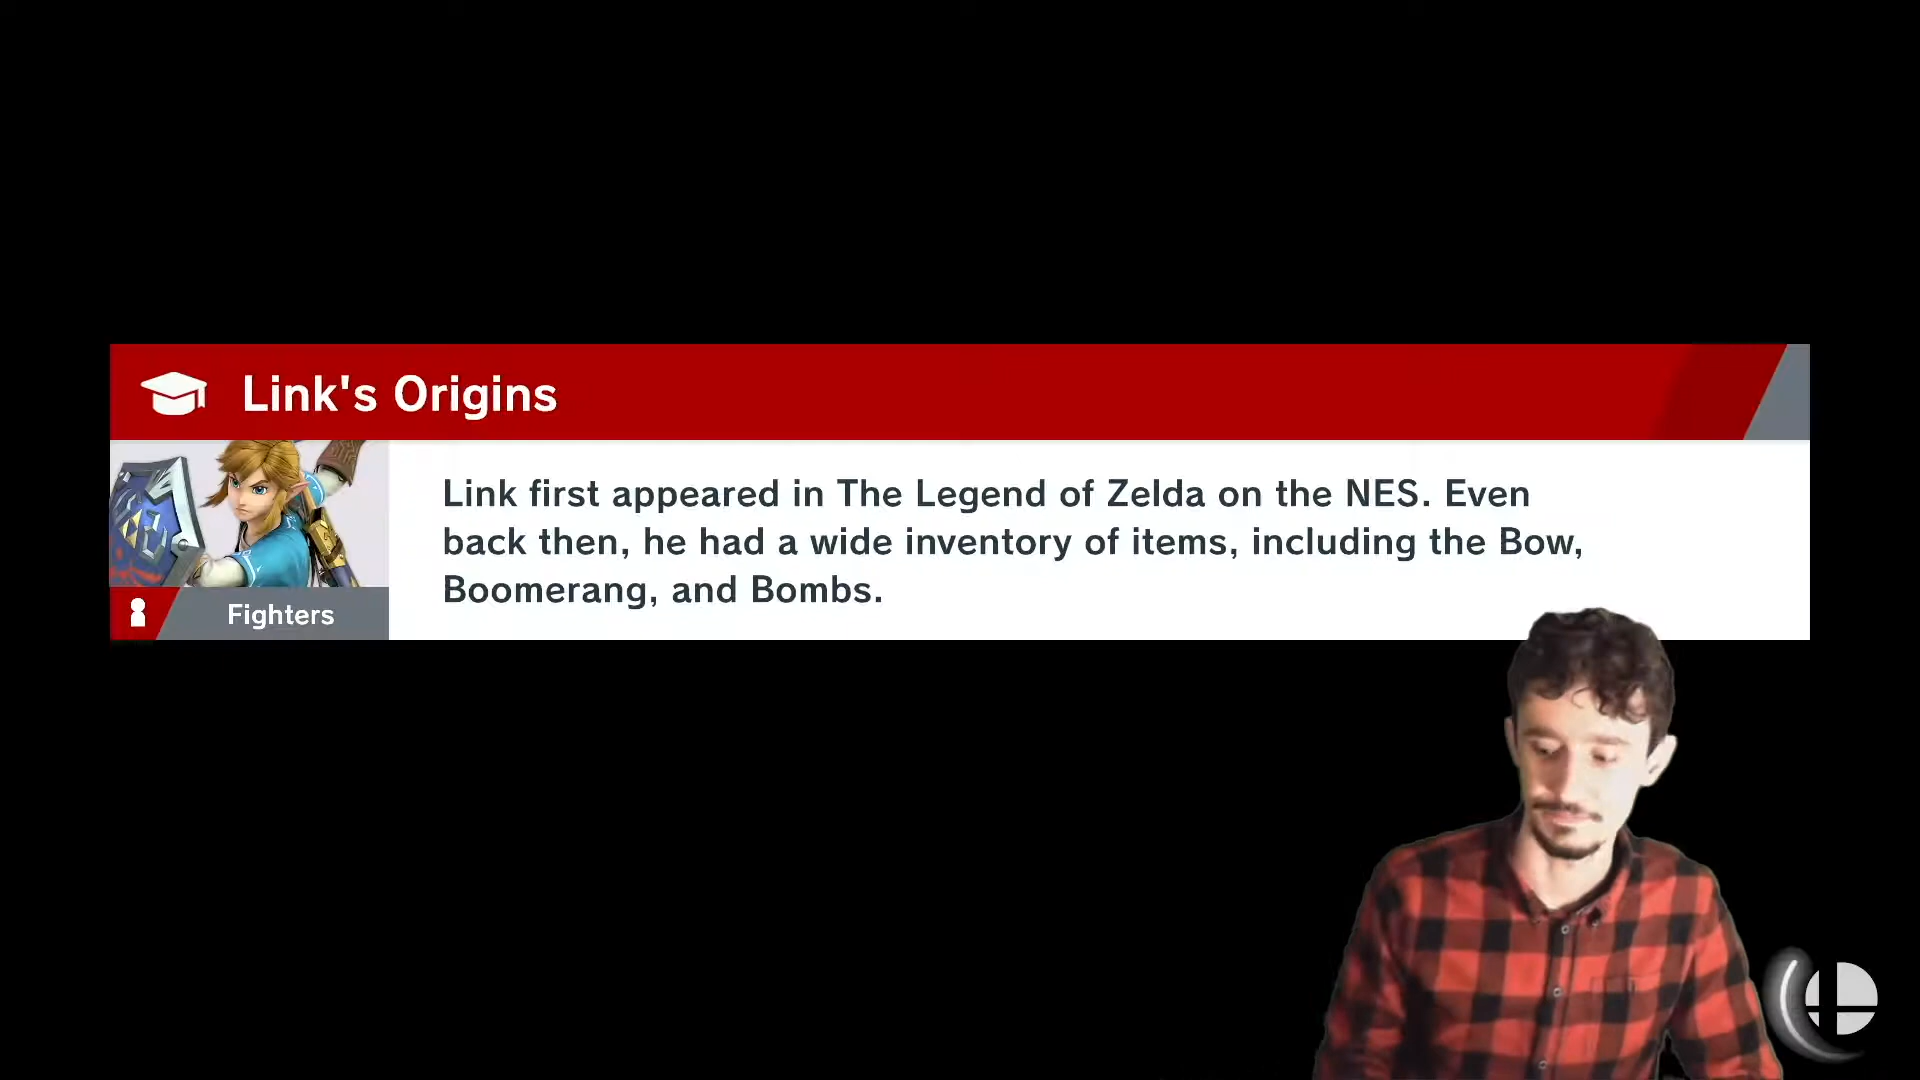 Link's Origins
Link first appeared in The Legend of Zelda on the NES. Even
back then, he had a wide inventory of items, including the Bow,
Boomerang, and Bombs.
Fighters